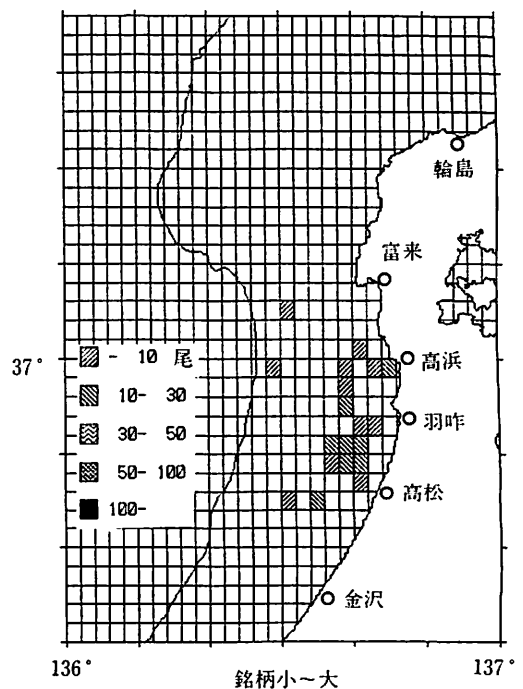 輪島
富来
37°
- 10 尾
10- 30
30- 50
50- 100
100-
高浜
羽咋
高松
金沢
136°
137°
銘柄小～大